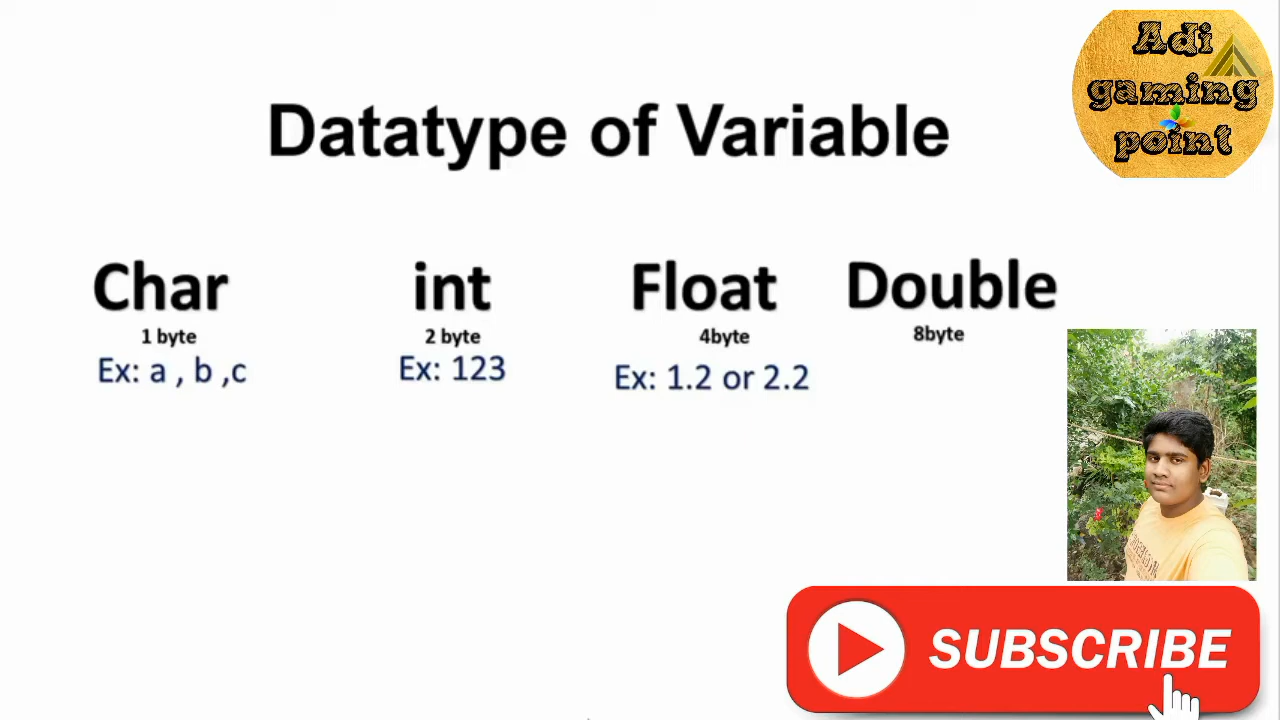 Adi
gaming
point
Datatype of Variable
Char
1 byte
Ex: a , b ,c
int
2 byte
Ex: 123
Float
4byte
Ex: 1.2 or 2.2
Double
8byte
SUBSCRIBE